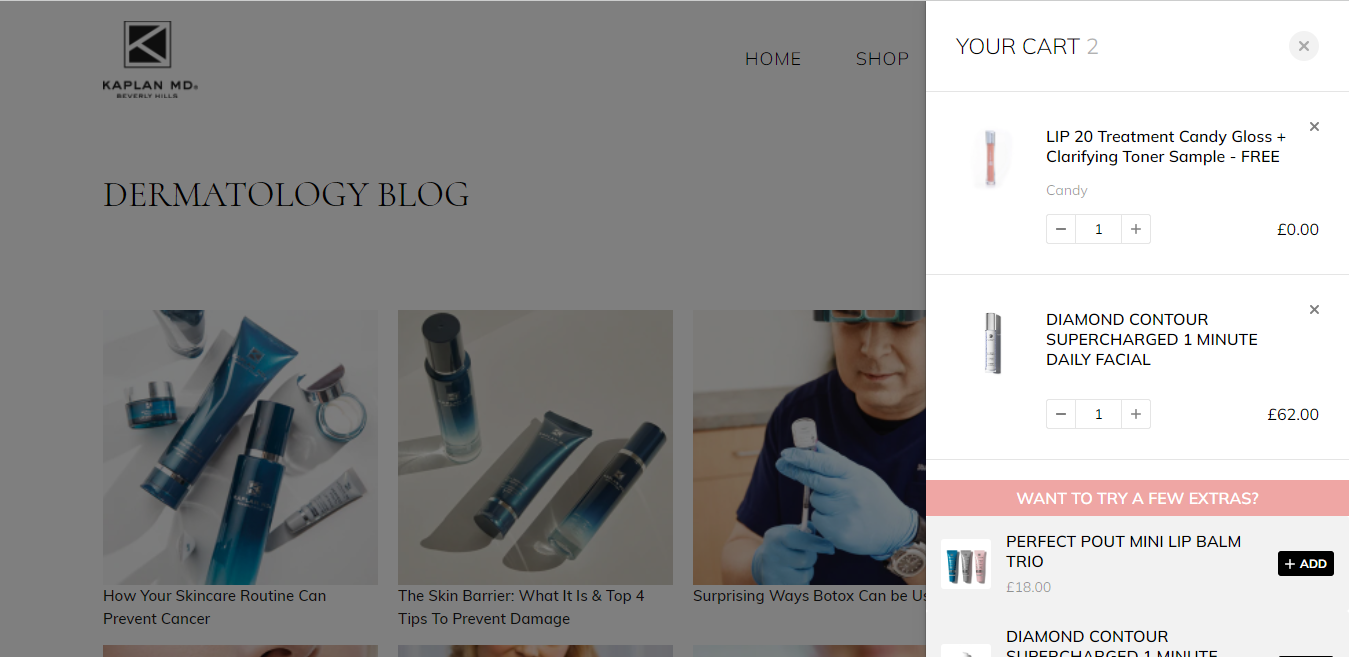 KAPLAN MD
BEVERLY HILLS
HOME
SHOP
DERMATOLOGY BLOG
How Your Skincare Routine Can
Prevent Cancer
The Skin Barrier: What It Is & Top 4
Tips To Prevent Damage
Surprising Ways Botox Can be
YOUR CART 2
LIP 20 Treatment Candy Gloss +
Clarifying Toner Sample - FREE
Candy
− 1 +
£0.00
DIAMOND CONTOUR
SUPERCHARGED 1 MINUTE
DAILY FACIAL
− 1 +
£62.00
WANT TO TRY A FEW EXTRAS?
PERFECT POUT MINI LIP BALM
TRIO
£18.00
+ ADD
DIAMOND CONTOUR
SUPERCHARGED 1 MINUTE